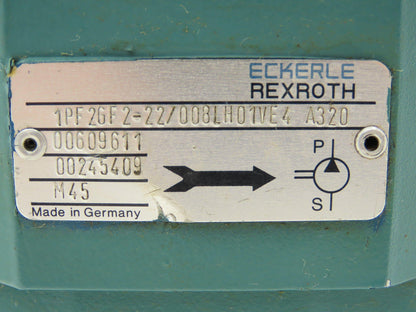 ECKERLE
REXROTH
1PF2GF2-22/008LH01VE4 A320
00609611
00245409
M45
Made in Germany
P
S